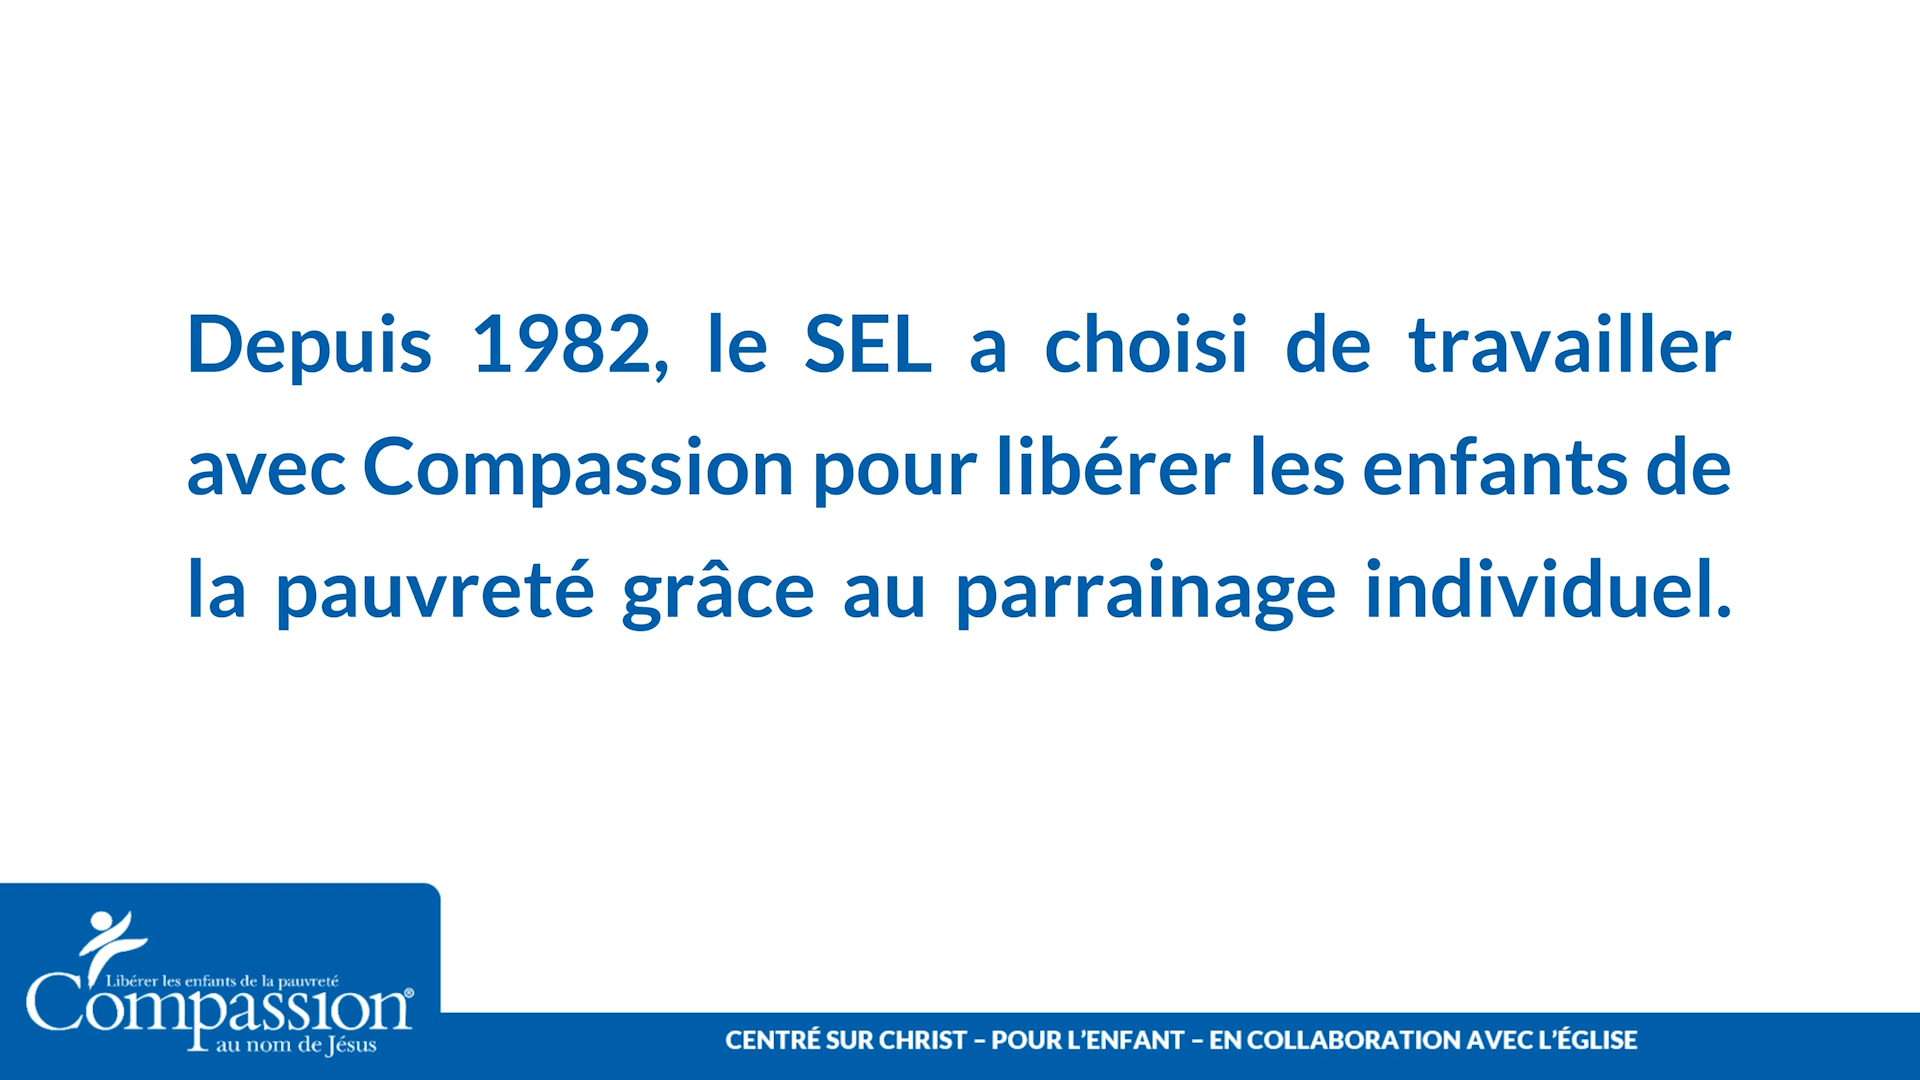 Depuis 1982, le SEL a choisi de travailler
avec Compassion pour libérer les enfants de
la pauvreté grâce au parrainage individuel.
Libérer les enfants de la pauvreté
Compassion®
au nom de Jésus
CENTRÉ SUR CHRIST – POUR L’ENFANT – EN COLLABORATION AVEC L’ÉGLISE